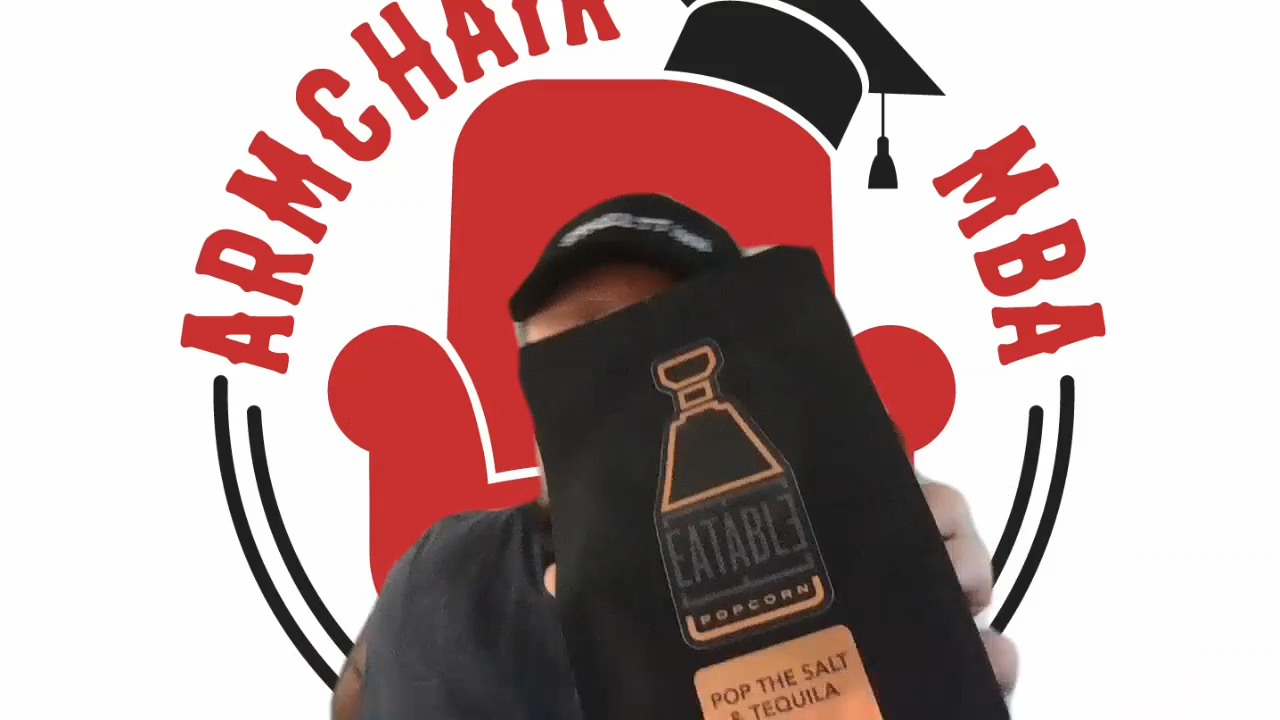 ARMCHAIR
MBA
EATABLE
POPCORN
POP THE SALT
& TEQUILA